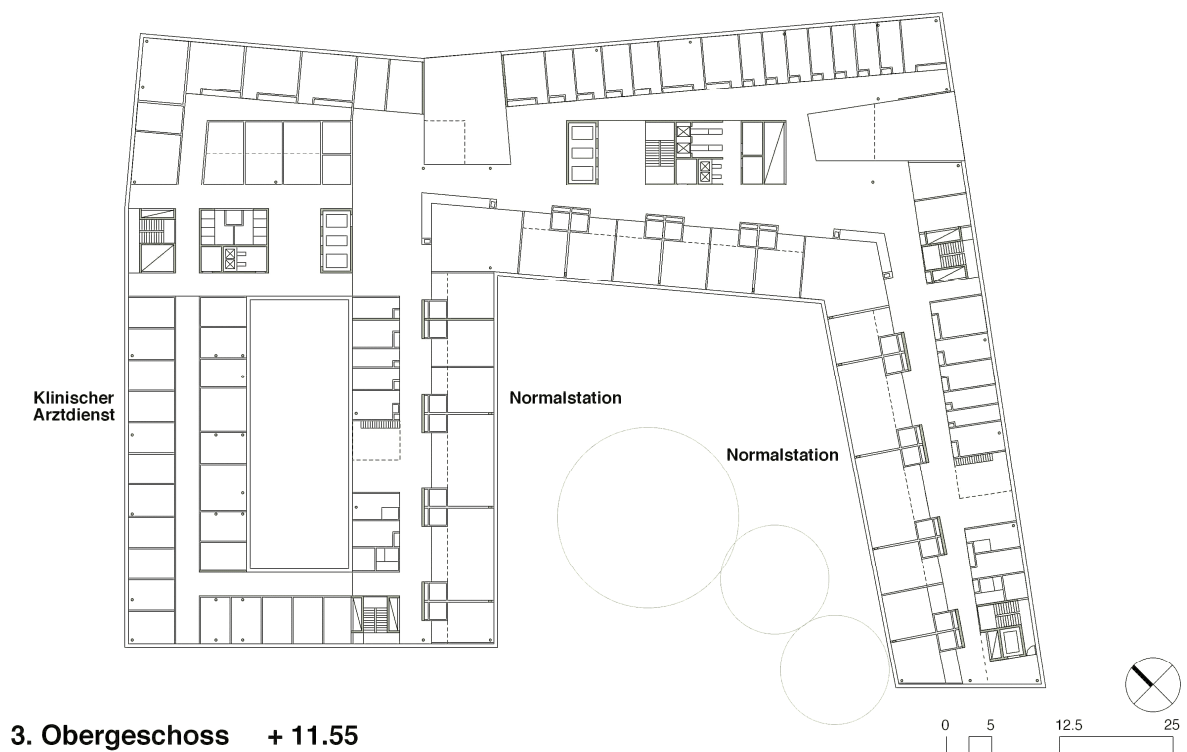 Klinischer
Arztdienst
Normalstation
Normalstation
3. Obergeschoss + 11.55
0 5 12.5 25